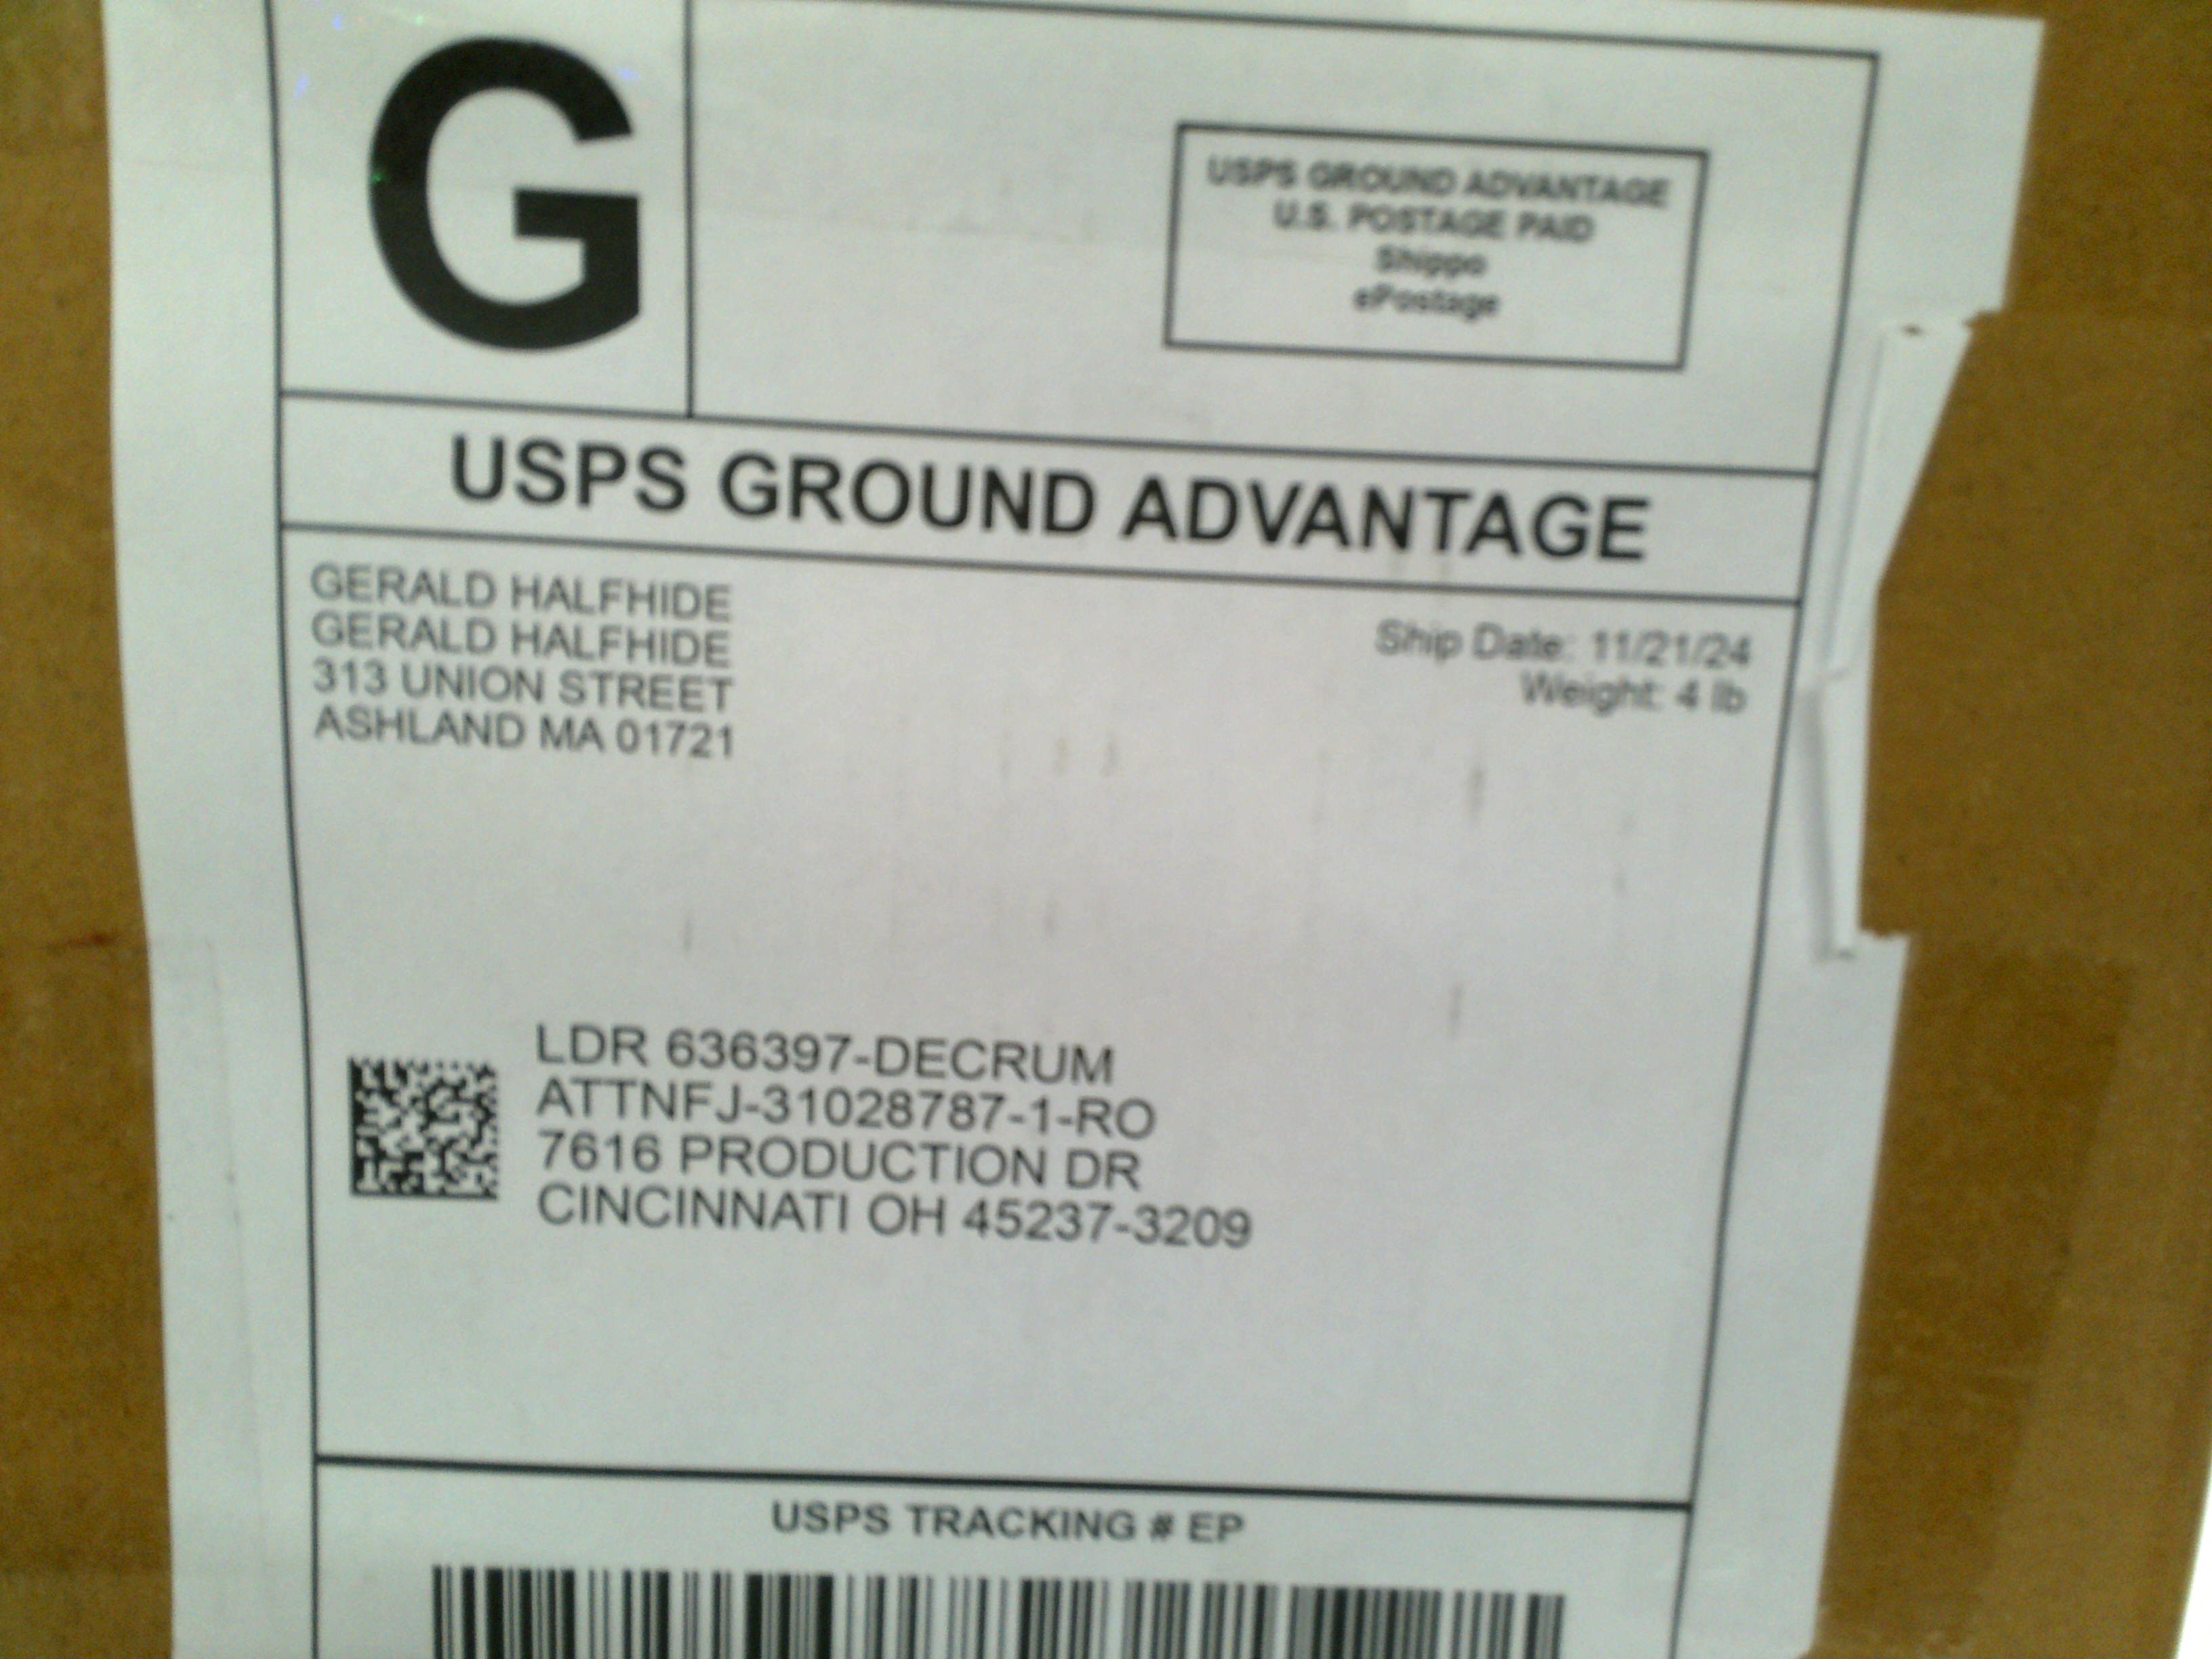 G
USPS GROUND ADVANTAGE
U.S. POSTAGE PAID
Shippo
ePostage
USPS GROUND ADVANTAGE
GERALD HALFHIDE
GERALD HALFHIDE
313 UNION STREET
ASHLAND MA 01721
Ship Date: 11/21/24
Weight: 4 lb
LDR 636397-DECRUM
ATTNFJ-31028787-1-RO
7616 PRODUCTION DR
CINCINNATI OH 45237-3209
USPS TRACKING # EP